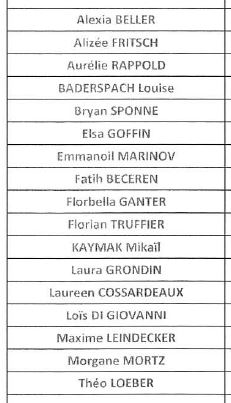 Alexia BELLER
Alizée FRITSCH
Aurélie RAPPOLD
BADERSPACH Louise
Bryan SPONNE
Elsa GOFFIN
Emmanoil MARINOV
Fatih BECEREN
Florbella GANTER
Florian TRUFFIER
KAYMAK Mikaïl
Laura GRONDIN
Laureen COSSARDEAUX
Loïs DI GIOVANNI
Maxime LEINDECKER
Morgane MORTZ
Théo LOEBER